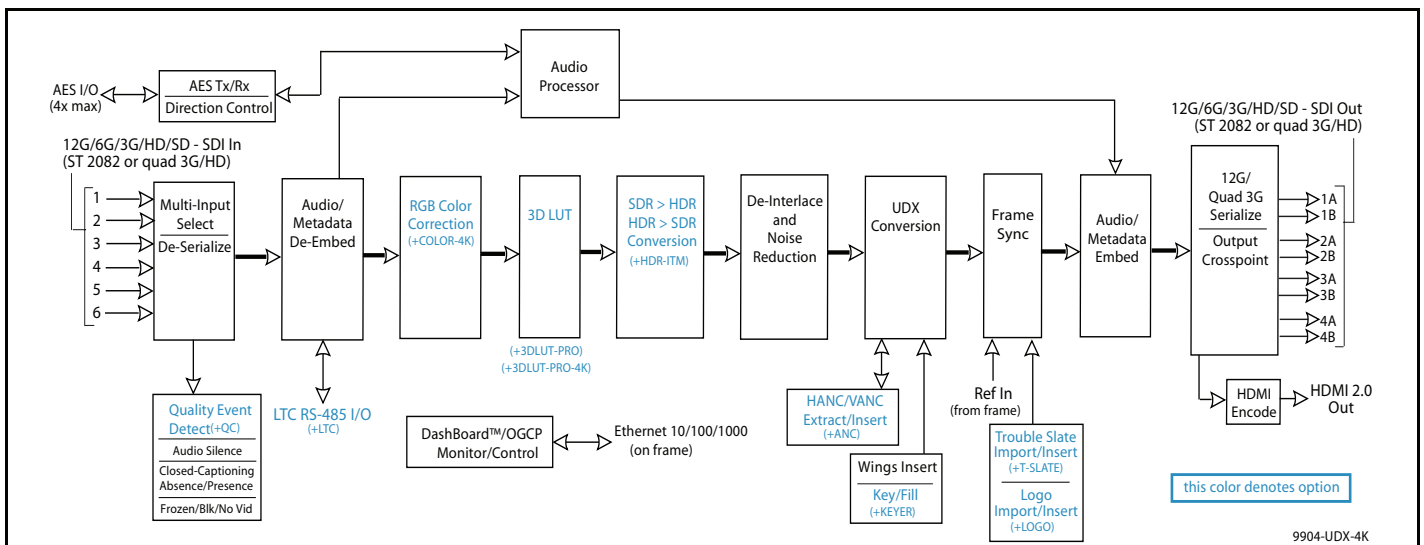 AES I/O
(4x max)
AES Tx/Rx
Direction Control
Audio
Processor
12G/6G/3G/HD/SD - SDI In
(ST 2082 or quad 3G/HD)
1
2
3
4
5
6
Multi-Input
Select
De-Serialize
Audio/
Metadata
De-Embed
RGB Color
Correction
(+COLOR-4K)
3D LUT
(+3DLUT-PRO)
(+3DLUT-PRO-4K)
SDR > HDR
HDR > SDR
Conversion
(+HDR-ITM)
De-Interlace
and
Noise
Reduction
UDX
Conversion
Frame
Sync
Audio/
Metadata
Embed
12G/6G/3G/HD/SD - SDI Out
(ST 2082 or quad 3G/HD)
12G/
Quad 3G
Serialize
Output
Crosspoint
1A
1B
2A
2B
3A
3B
4A
4B
Quality Event
Detect(+QC)
Audio Silence
Closed-Captioning
Absence/Presence
Frozen/Blk/No Vid
LTC RS-485 I/O
(+LTC)
DashBoard™/OGCP
Monitor/Control
Ethernet 10/100/1000
(on frame)
HANC/VANC
Extract/Insert
(+ANC)
Wings Insert
Key/Fill
(+KEYER)
Ref In
(from frame)
Trouble Slate
Import/Insert
(+T-SLATE)
Logo
Import/Insert
(+LOGO)
HDMI
Encode
HDMI 2.0
Out
this color denotes option
9904-UDX-4K